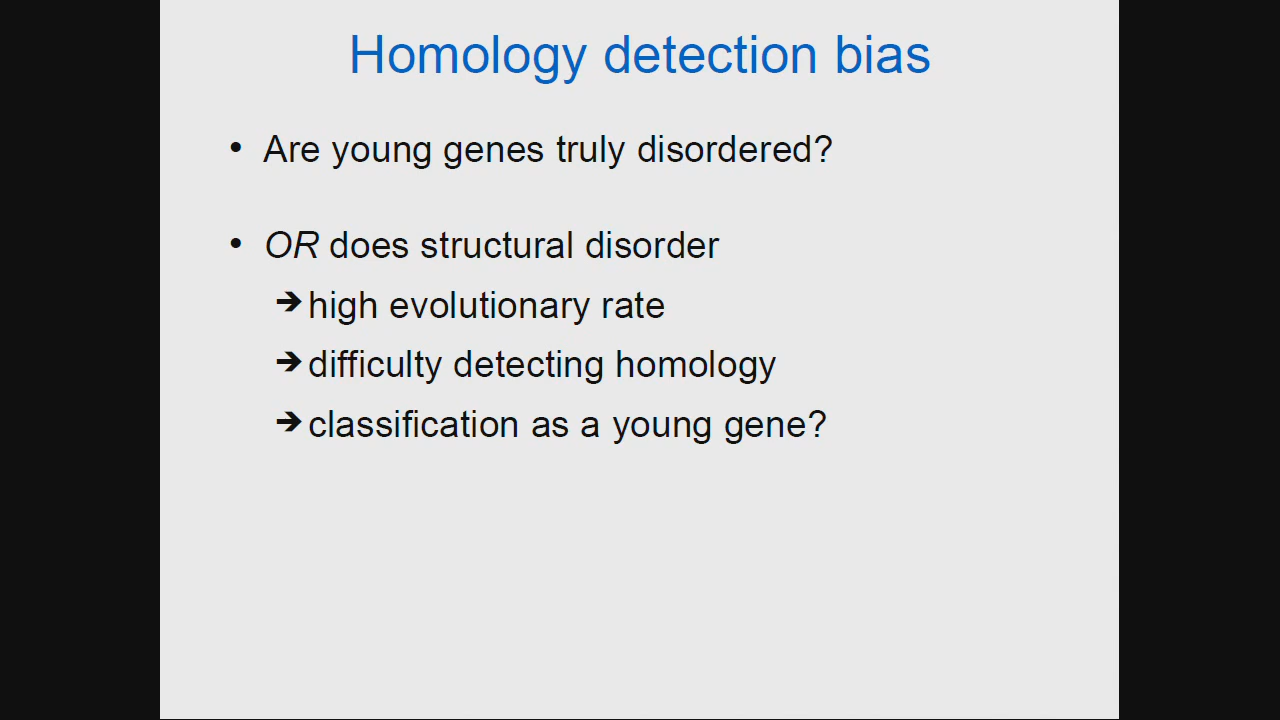 Homology detection bias
• Are young genes truly disordered?
• OR does structural disorder
➔ high evolutionary rate
➔ difficulty detecting homology
➔ classification as a young gene?